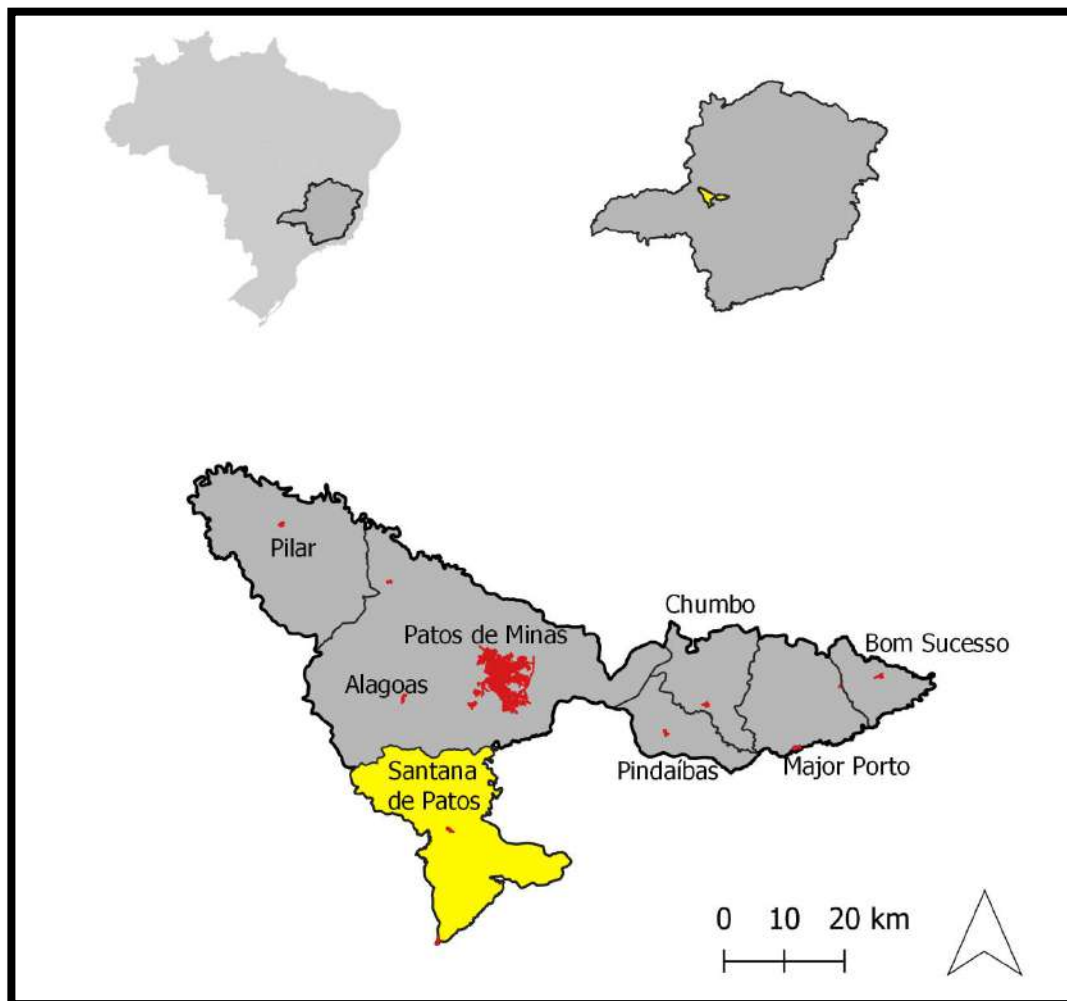 Pilar
Chumbo
Patos de Minas
Bom Sucesso
Alagoas
Santana
de Patos
Pindaíbas
Major Porto
0 10 20 km